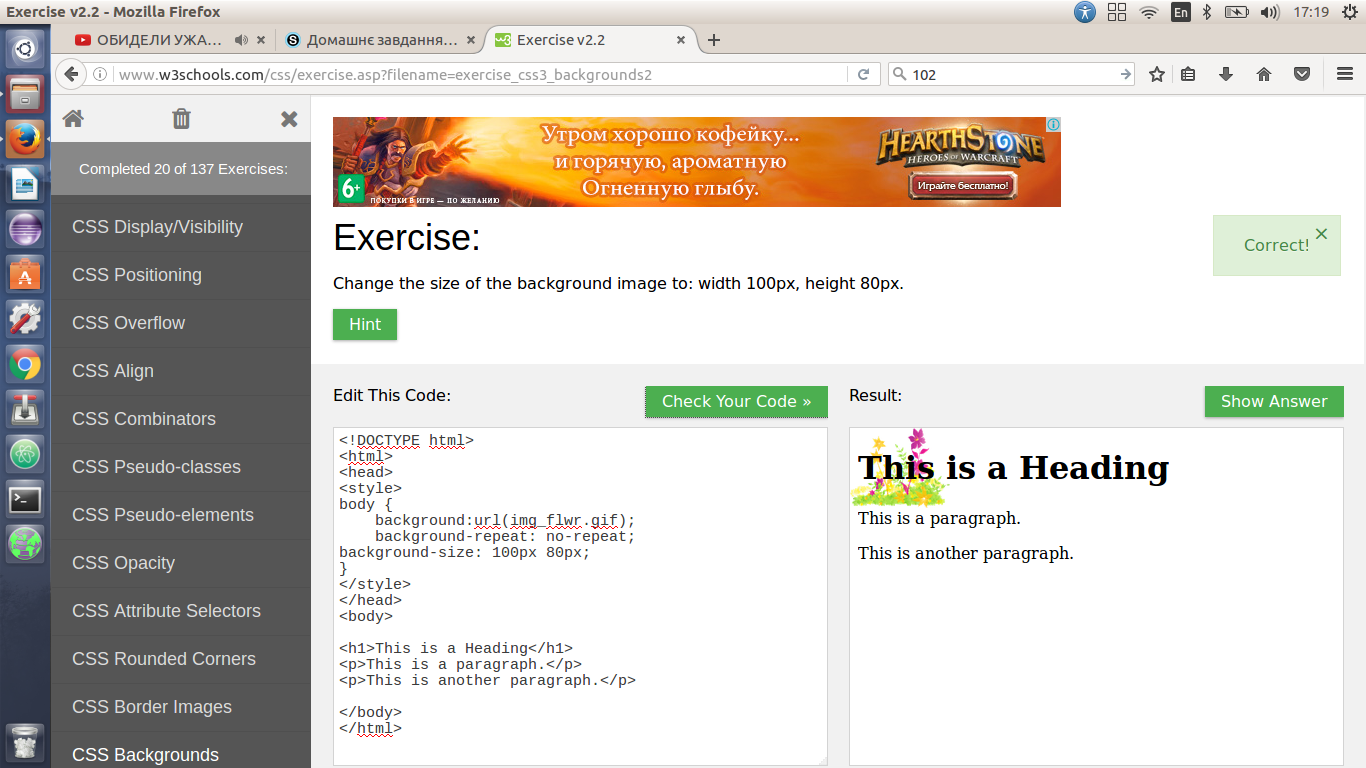 Exercise v2.2 - Mozilla Firefox
En
17:19
ОБИДЕЛИ УЖА...
Домашнє завдання...
w3
Exercise v2.2
www.w3schools.com/css/exercise.asp?filename=exercise_css3_backgrounds2
102
Completed 20 of 137 Exercises:
CSS Display/Visibility
CSS Positioning
CSS Overflow
CSS Align
CSS Combinators
CSS Pseudo-classes
CSS Pseudo-elements
CSS Opacity
CSS Attribute Selectors
CSS Rounded Corners
CSS Border Images
CSS Backgrounds
Утром хорошо кофейку...
и горячую, ароматную
Огненную глыбу.
6+
ПОКУПКИ В ИГРЕ — ПО ЖЕЛАНИЮ
HEARTHSTONE
HEROES OF WARCRAFT
Играйте бесплатно!
Exercise:
Change the size of the background image to: width 100px, height 80px.
Hint
Correct!
×
Edit This Code:
Check Your Code »
<!DOCTYPE html>
<html>
<head>
<style>
body {
    background:url(img_flwr.gif);
    background-repeat: no-repeat;
background-size: 100px 80px;
}
</style>
</head>
<body>

<h1>This is a Heading</h1>
<p>This is a paragraph.</p>
<p>This is another paragraph.</p>

</body>
</html>
Result:
Show Answer
This is a Heading
This is a paragraph.
This is another paragraph.